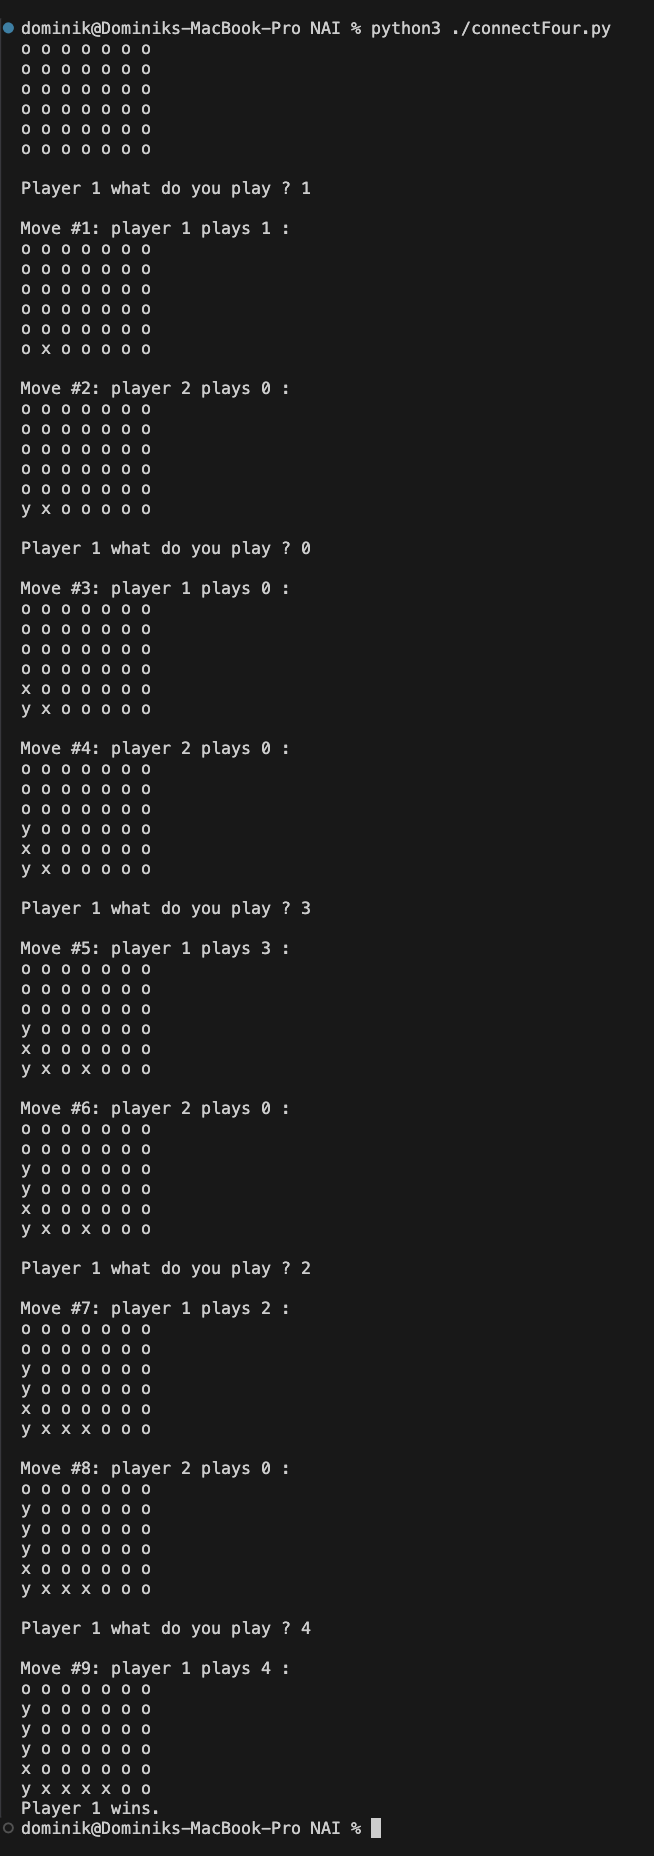 dominik@Dominiks-MacBook-Pro NAI % python3 ./connectFour.py
o o o o o o o
o o o o o o o
o o o o o o o
o o o o o o o
o o o o o o o
o o o o o o o
Player 1 what do you play ? 1
Move #1: player 1 plays 1 :
o o o o o o o
o o o o o o o
o o o o o o o
o o o o o o o
o o o o o o o
o x o o o o o
Move #2: player 2 plays 0 :
o o o o o o o
o o o o o o o
o o o o o o o
o o o o o o o
o o o o o o o
y x o o o o o
Player 1 what do you play ? 0
Move #3: player 1 plays 0 :
o o o o o o o
o o o o o o o
o o o o o o o
o o o o o o o
x o o o o o o
y x o o o o o
Move #4: player 2 plays 0 :
o o o o o o o
o o o o o o o
o o o o o o o
y o o o o o o
x o o o o o o
y x o o o o o
Player 1 what do you play ? 3
Move #5: player 1 plays 3 :
o o o o o o o
o o o o o o o
o o o o o o o
y o o o o o o
x o o o o o o
y x o x o o o
Move #6: player 2 plays 0 :
o o o o o o o
o o o o o o o
y o o o o o o
y o o o o o o
x o o o o o o
y x o x o o o
Player 1 what do you play ? 2
Move #7: player 1 plays 2 :
o o o o o o o
o o o o o o o
y o o o o o o
y o o o o o o
x o o o o o o
y x x x o o o
Move #8: player 2 plays 0 :
o o o o o o o
y o o o o o o
y o o o o o o
y o o o o o o
x o o o o o o
y x x x o o o
Player 1 what do you play ? 4
Move #9: player 1 plays 4 :
o o o o o o o
y o o o o o o
y o o o o o o
y o o o o o o
x o o o o o o
y x x x x o o
Player 1 wins.
dominik@Dominiks-MacBook-Pro NAI %